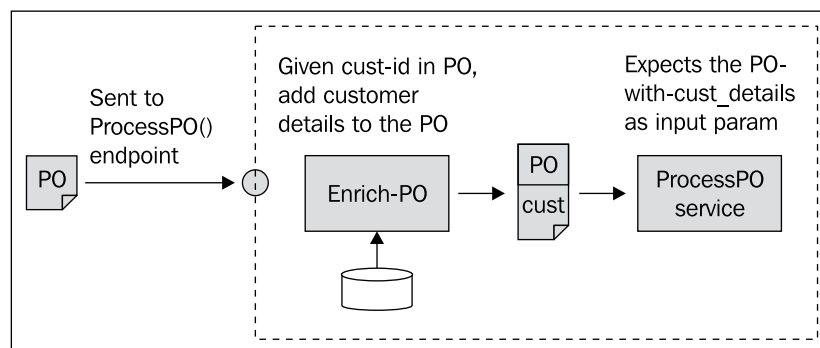 Sent to
ProcessPO()
endpoint
PO
Given cust-id in PO,
add customer
details to the PO
Enrich-PO
PO
cust
Expects the PO-
with-cust_details
as input param
ProcessPO
service